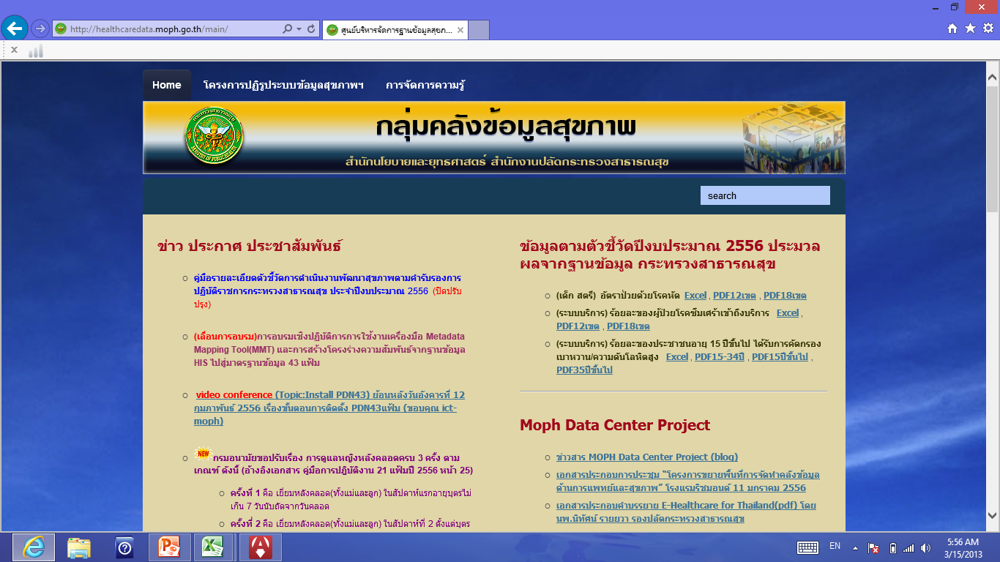 http://healthcaredata.moph.go.th/main/
ศูนย์บริหารจัดการฐานข้อมูลสุขภ...
Home
โครงการปฏิรูประบบข้อมูลสุขภาพฯ
การจัดการความรู้
กระทรวงสาธารณสุข
MINISTRY OF PUBLIC HEALTH
กลุ่มคลังข้อมูลสุขภาพ
สำนักนโยบายและยุทธศาสตร์ สำนักงานปลัดกระทรวงสาธารณสุข
search
ข่าว ประกาศ ประชาสัมพันธ์
คู่มือรายละเอียดตัวชี้วัดการดำเนินงานพัฒนาสุขภาพตามคำรับรองการ
ปฏิบัติราชการกระทรวงสาธารณสุข ประจำปีงบประมาณ 2556 (ปิดปรับ
ปรุง)
(เลื่อนการอบรม)การอบรมเชิงปฏิบัติการการใช้งานเครื่องมือ Metadata
Mapping Tool(MMT) และการสร้างโครงร่างความสัมพันธ์จากฐานข้อมูล
HIS ไปสู่มาตรฐานข้อมูล 43 แฟ้ม
video conference (Topic:Install PDN43) ย้อนหลังวันอังคารที่ 12
กุมภาพันธ์ 2556 เรื่องขั้นตอนการติดตั้ง PDN43แฟ้ม (ขอบคุณ ict-
moph)
NEW กรมอนามัยขอปรับเรื่อง การดูแลหญิงหลังคลอดครบ 3 ครั้ง ตาม
เกณฑ์ ดังนี้ (อ้างอิงเอกสาร คู่มือการปฏิบัติงาน 21 แฟ้มปี 2556 หน้า 25)
ครั้งที่ 1 คือ เยี่ยมหลังคลอด(ทั้งแม่และลูก) ในสัปดาห์แรกอายุบุตรไม่
เกิน 7 วันนับถัดจากวันคลอด
ครั้งที่ 2 คือ เยี่ยมหลังคลอด(ทั้งแม่และลูก) ในสัปดาห์ที่ 2 ตั้งแต่บุตร
ข้อมูลตามตัวชี้วัดปีงบประมาณ 2556 ประมวล
ผลจากฐานข้อมูล กระทรวงสาธารณสุข
(เด็ก สตรี) อัตราป่วยด้วยโรคหัด Excel , PDF12เขต , PDF18เขต
(ระบบบริการ) ร้อยละของผู้ป่วยโรคซึมเศร้าเข้าถึงบริการ Excel ,
PDF12เขต , PDF18เขต
(ระบบบริการ) ร้อยละของประชาชนอายุ 15 ปีขึ้นไป ได้รับการคัดกรอง
เบาหวาน/ความดันโลหิตสูง Excel , PDF15-34ปี , PDF15ปีขึ้นไป ,
PDF35ปีขึ้นไป
Moph Data Center Project
ข่าวสาร MOPH Data Center Project (blog)
เอกสารประกอบการประชุม "โครงการขยายพื้นที่การจัดทำคลังข้อมูล
ด้านการแพทย์และสุขภาพ" โรงแรมริชมอนด์ 11 มกราคม 2556
เอกสารประกอบคำบรรยาย E-Healthcare for Thailand(pdf) โดย
นพ.นิทัศน์ รายยวา รองปลัดกระทรวงสาธารณสุข
EN
5:56 AM
3/15/2013